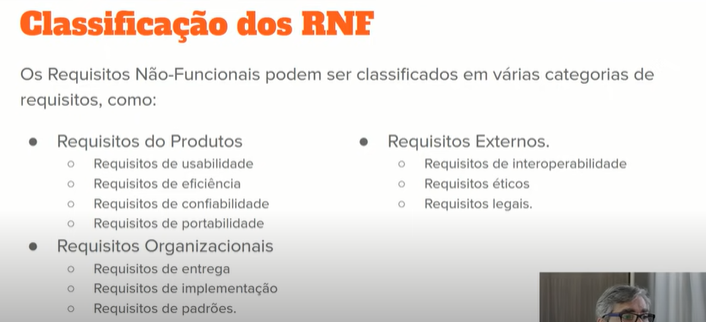 Classificação dos RNF
Os Requisitos Não-Funcionais podem ser classificados em várias categorias de
requisitos, como:
● Requisitos do Produtos
○ Requisitos de usabilidade
○ Requisitos de eficiência
○ Requisitos de confiabilidade
○ Requisitos de portabilidade
● Requisitos Organizacionais
○ Requisitos de entrega
○ Requisitos de implementação
○ Requisitos de padrões.
● Requisitos Externos.
○ Requisitos de interoperabilidade
○ Requisitos éticos
○ Requisitos legais.